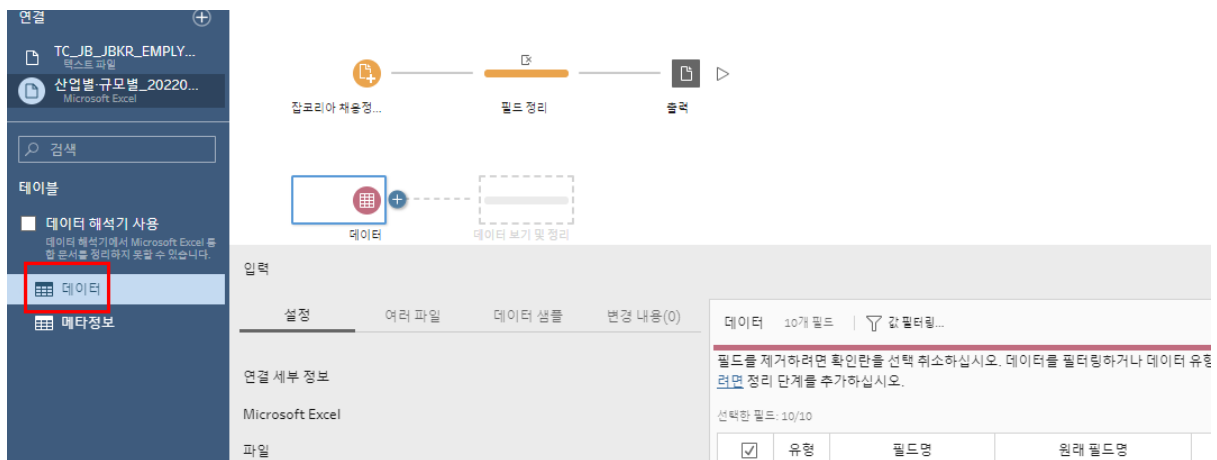 연결
TC_JB_JBKR_EMPLY...
텍스트 파일
산업별·규모별_20220...
Microsoft Excel
검색
테이블
데이터 해석기 사용
데이터 해석기에서 Microsoft Excel 통
합 문서를 정리하지 못할 수 있습니다.
데이터
메타정보
잡코리아 채용정...
필드 정리
출력
데이터
데이터 보기 및 정리
입력
설정
여러 파일
데이터 샘플
변경 내용(0)
연결 세부 정보
Microsoft Excel
파일
데이터 10개 필드 값 필터링...
필드를 제거하려면 확인란을 선택 취소하십시오. 데이터를 필터링하거나 데이터 유형
려면 정리 단계를 추가하십시오.
선택한 필드: 10/10
유형 필드명 원래 필드명